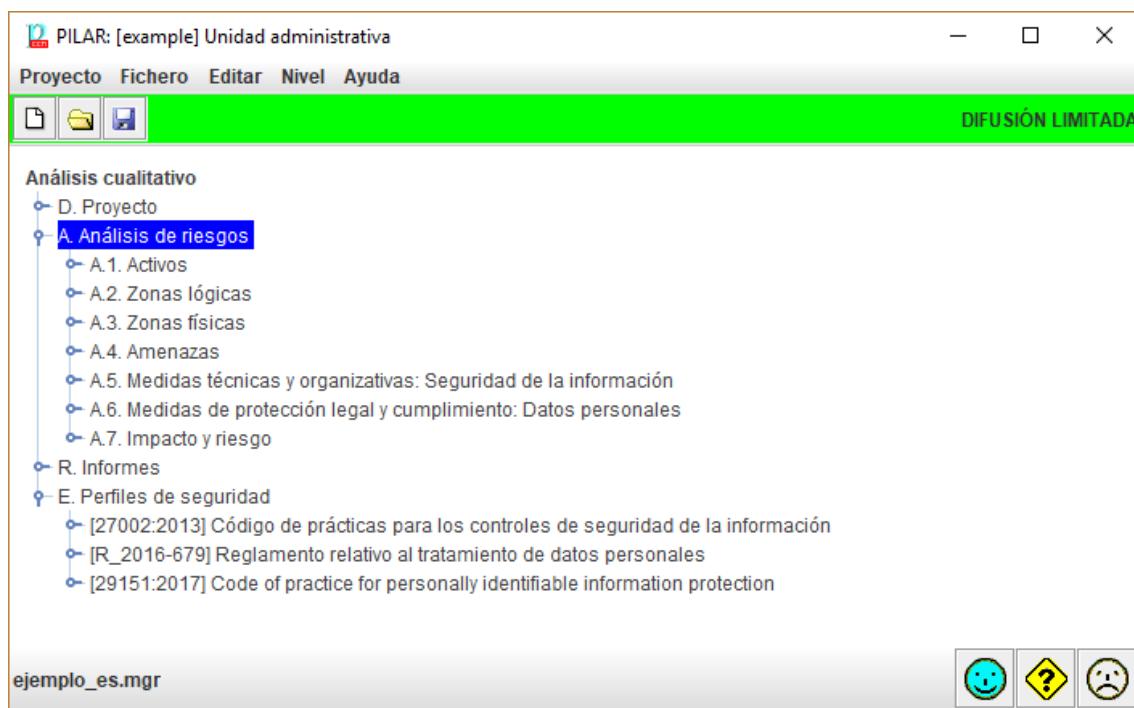 PILAR: [example] Unidad administrativa
Proyecto Fichero Editar Nivel Ayuda
DIFUSIÓN LIMITADA
Análisis cualitativo
D. Proyecto
A. Análisis de riesgos
A.1. Activos
A.2. Zonas lógicas
A.3. Zonas físicas
A.4. Amenazas
A.5. Medidas técnicas y organizativas: Seguridad de la información
A.6. Medidas de protección legal y cumplimiento: Datos personales
A.7. Impacto y riesgo
R. Informes
E. Perfiles de seguridad
[27002:2013] Código de prácticas para los controles de seguridad de la información
[R_2016-679] Reglamento relativo al tratamiento de datos personales
[29151:2017] Code of practice for personally identifiable information protection
ejemplo_es.mgr
?